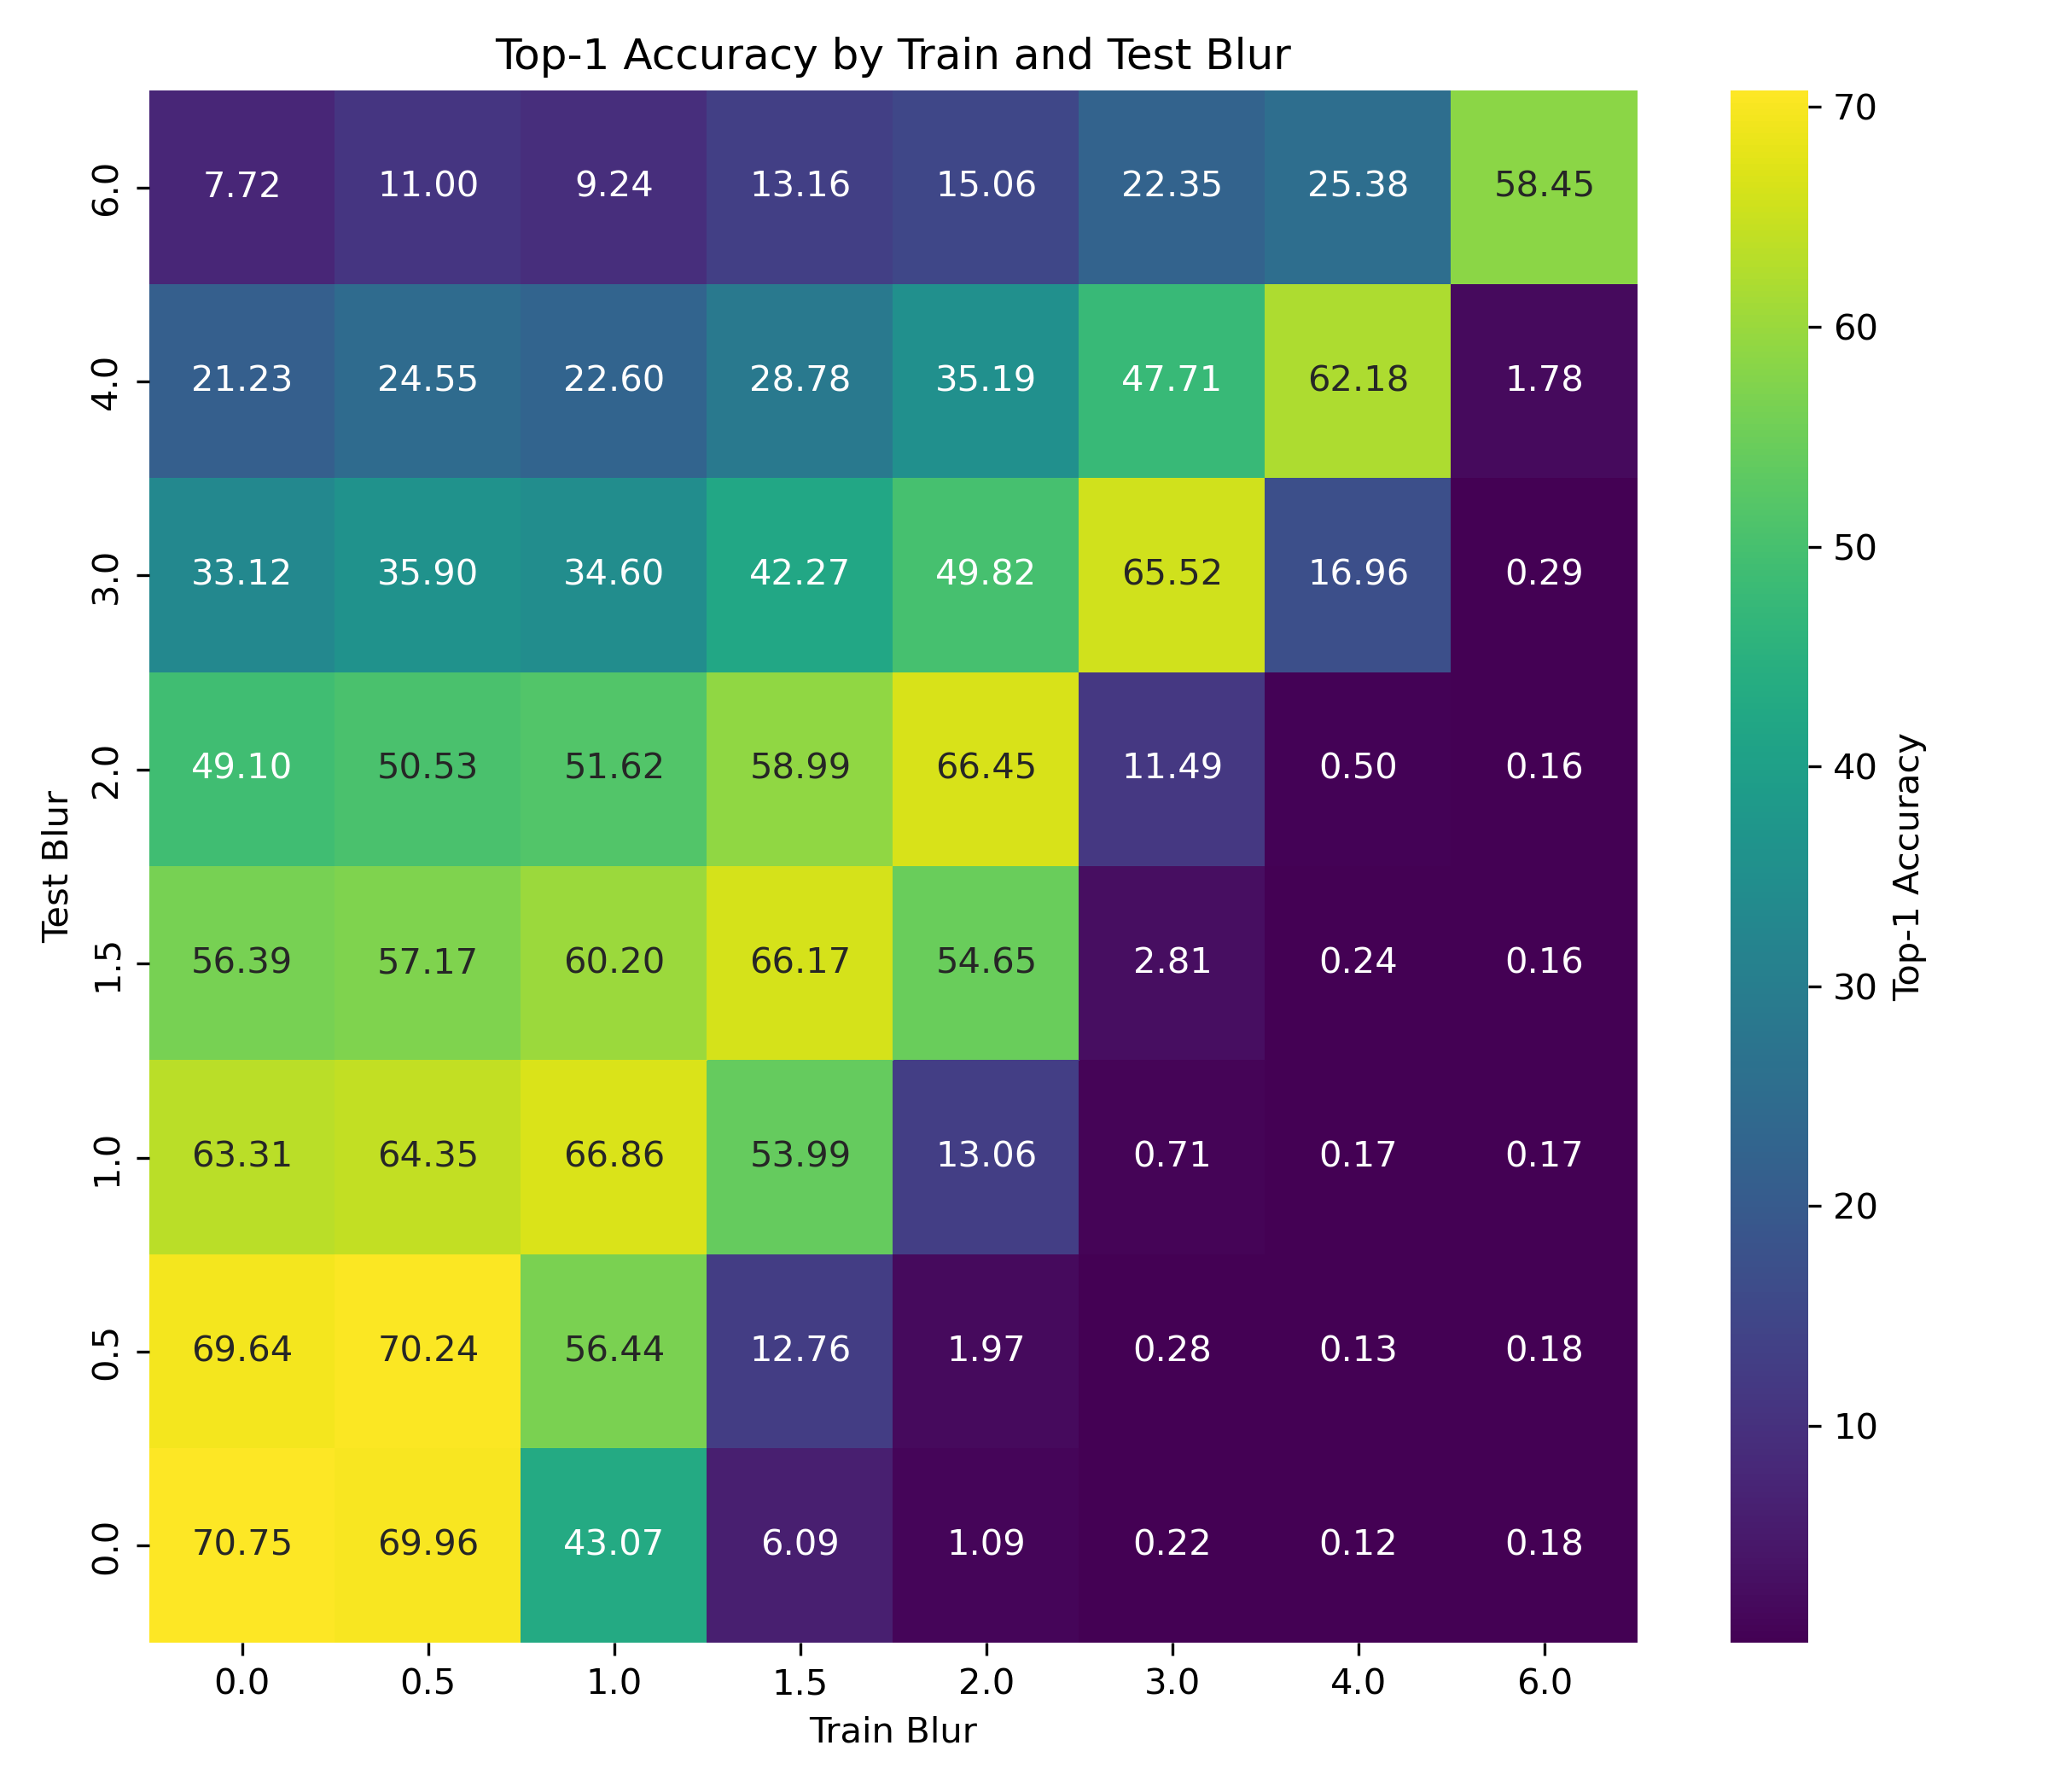 Top-1 Accuracy by Train and Test Blur
6.0 7.72 11.00 9.24 13.16 15.06 22.35 25.38 58.45
4.0 21.23 24.55 22.60 28.78 35.19 47.71 62.18 1.78
3.0 33.12 35.90 34.60 42.27 49.82 65.52 16.96 0.29
2.0 49.10 50.53 51.62 58.99 66.45 11.49 0.50 0.16
1.5 56.39 57.17 60.20 66.17 54.65 2.81 0.24 0.16
1.0 63.31 64.35 66.86 53.99 13.06 0.71 0.17 0.17
0.5 69.64 70.24 56.44 12.76 1.97 0.28 0.13 0.18
0.0 70.75 69.96 43.07 6.09 1.09 0.22 0.12 0.18
0.0 0.5 1.0 1.5 2.0 3.0 4.0 6.0
Train Blur
Test Blur
70
60
50
40
30
20
10
Top-1 Accuracy